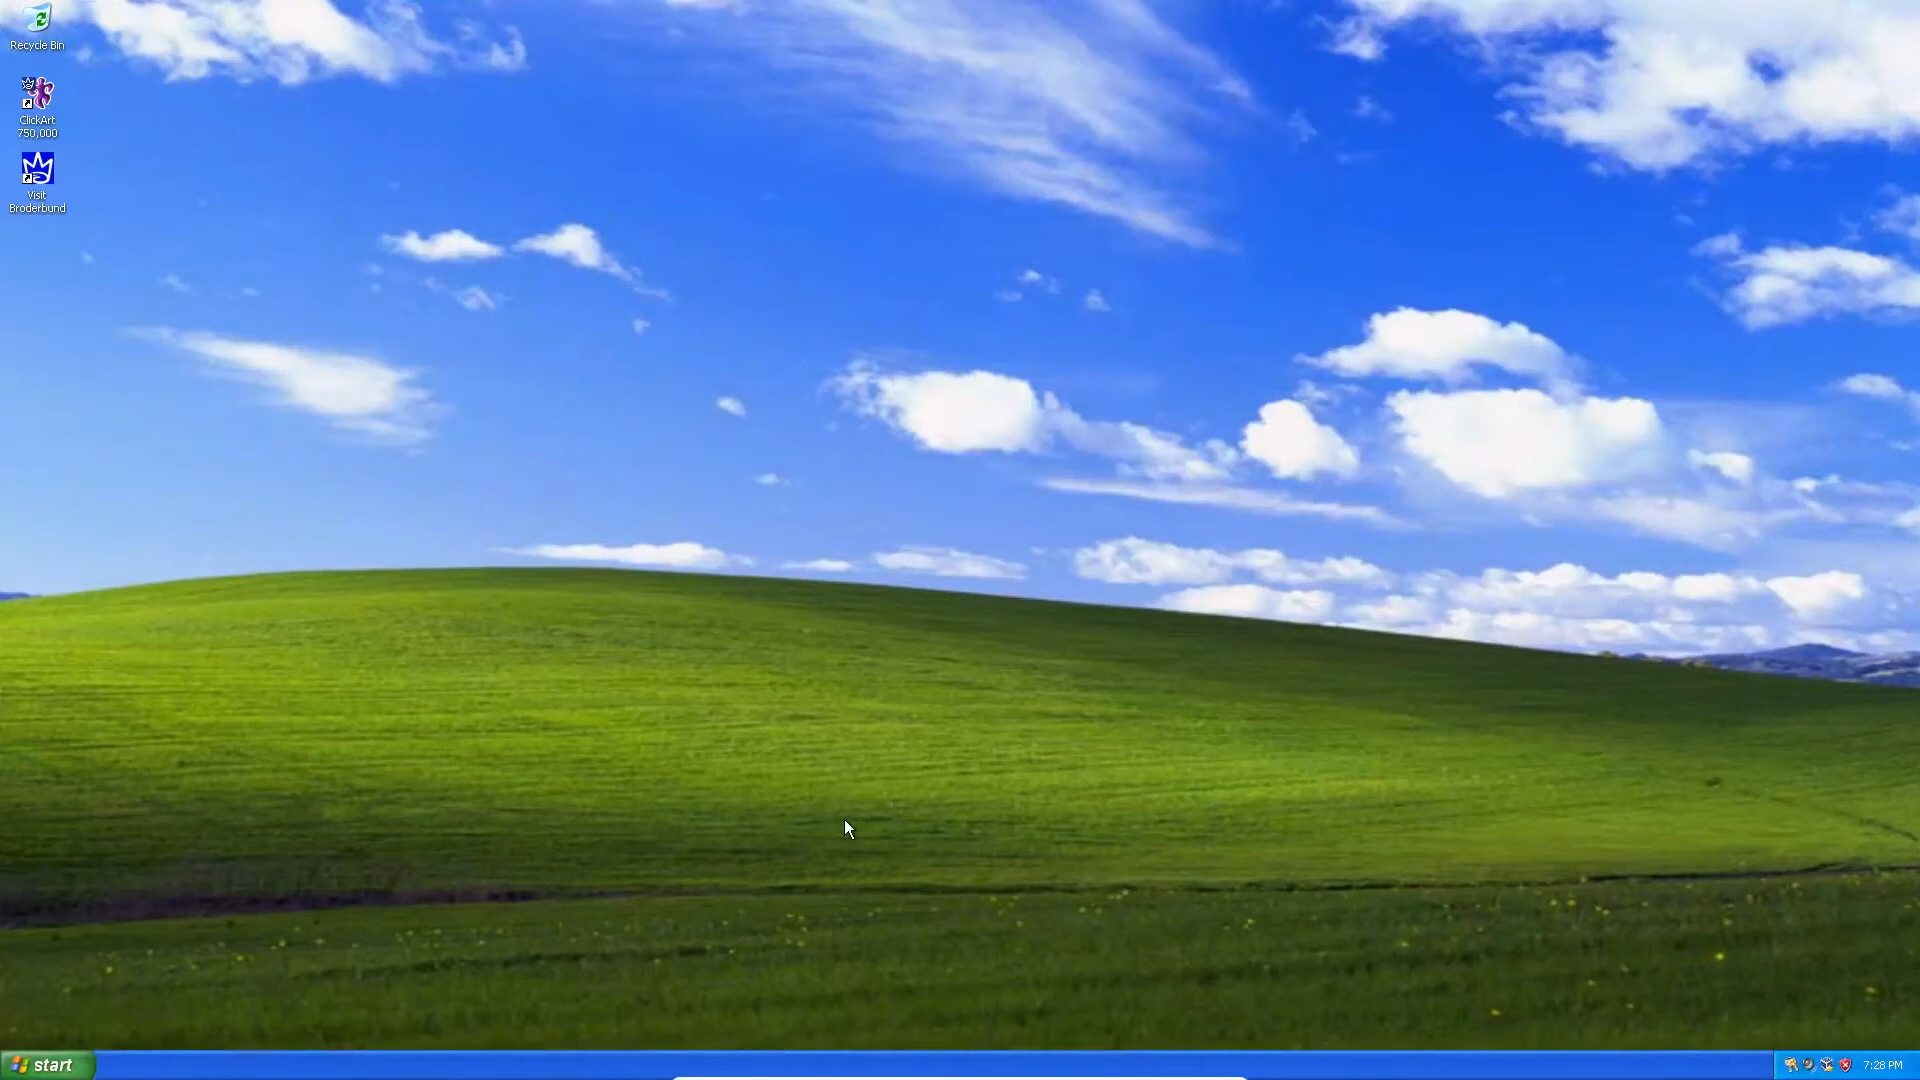 Recycle Bin
ClickArt
750,000
Visit
Broderbund
start
7:28 PM